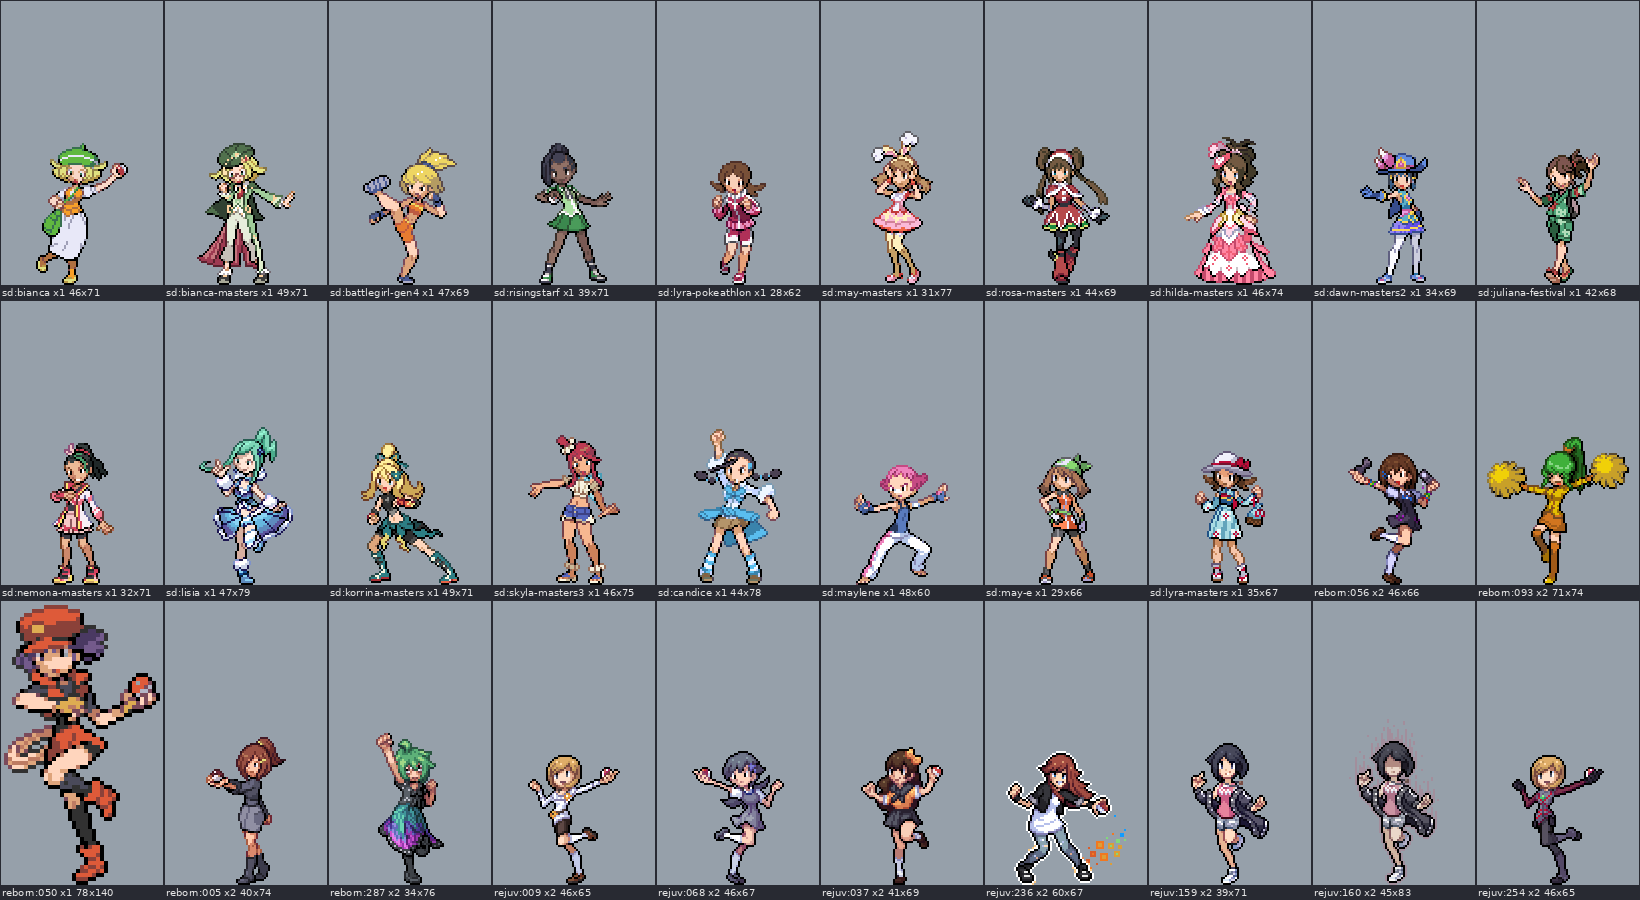 sd:bianca x1 46x71
sd:bianca-masters x1 49x71
sd:battlegirl-gen4 x1 47x69
sd:risingstarf x1 39x71
sd:lyra-pokeathlon x1 28x62
sd:may-masters x1 31x77
sd:rosa-masters x1 44x69
sd:hilda-masters x1 46x74
sd:dawn-masters2 x1 34x69
sd:juliana-festival x1 42x68
sd:nemona-masters x1 32x71
sd:lisia x1 47x79
sd:korrina-masters x1 49x71
sd:skyla-masters3 x1 46x75
sd:candice x1 44x78
sd:maylene x1 48x60
sd:may-e x1 29x66
sd:lyra-masters x1 35x67
reborn:056 x2 46x66
reborn:093 x2 71x74
reborn:050 x1 78x140
reborn:005 x2 40x74
reborn:287 x2 34x76
rejuv:009 x2 46x65
rejuv:068 x2 46x67
rejuv:037 x2 41x69
rejuv:236 x2 60x67
rejuv:159 x2 39x71
rejuv:160 x2 45x83
rejuv:254 x2 46x65